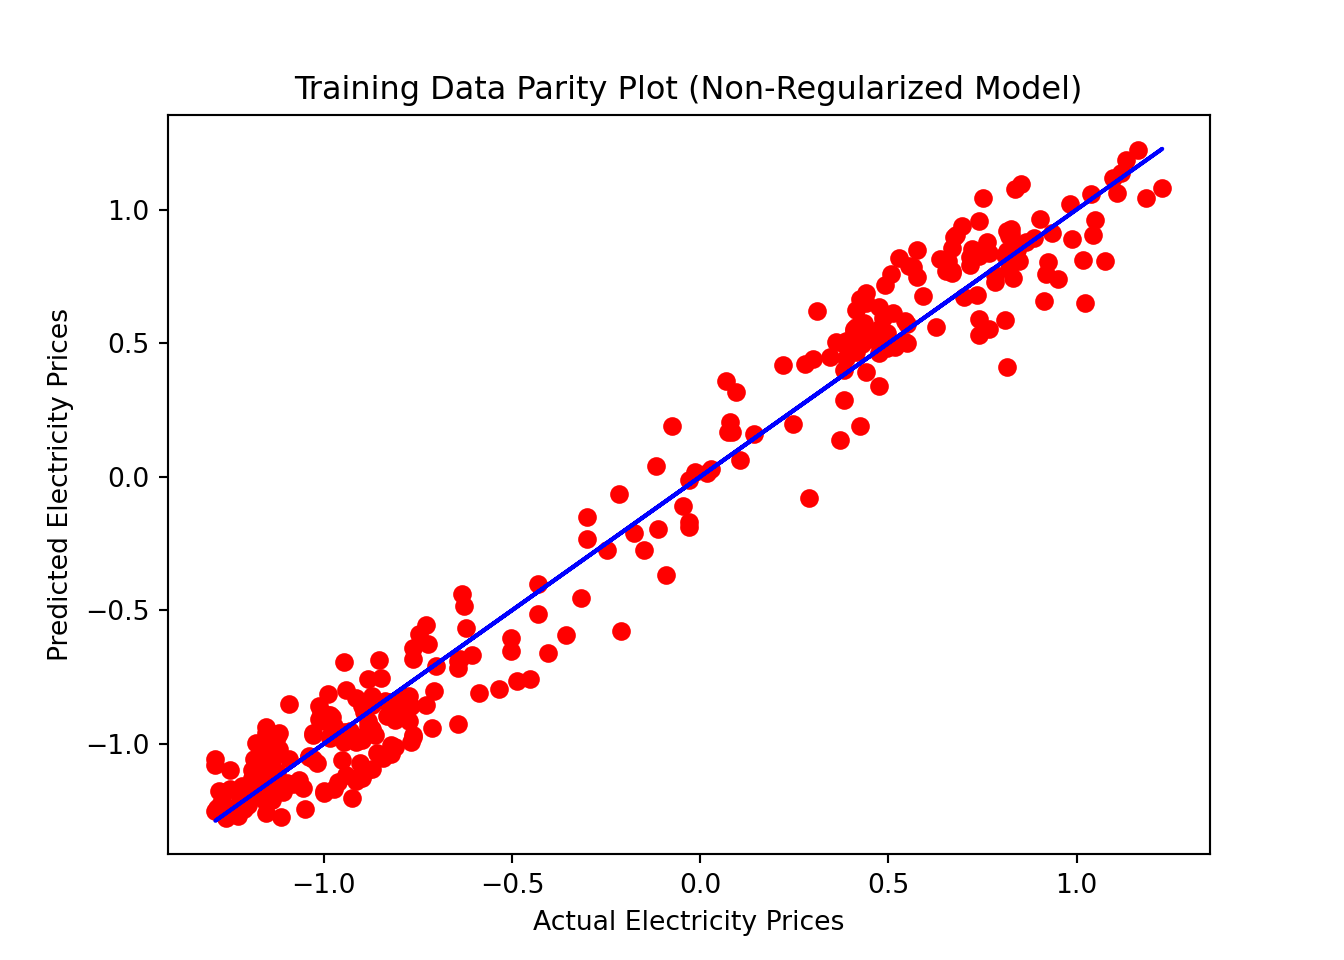 Training Data Parity Plot (Non-Regularized Model)
Predicted Electricity Prices
1.0
0.5
0.0
−0.5
−1.0
−1.0 −0.5 0.0 0.5 1.0
Actual Electricity Prices